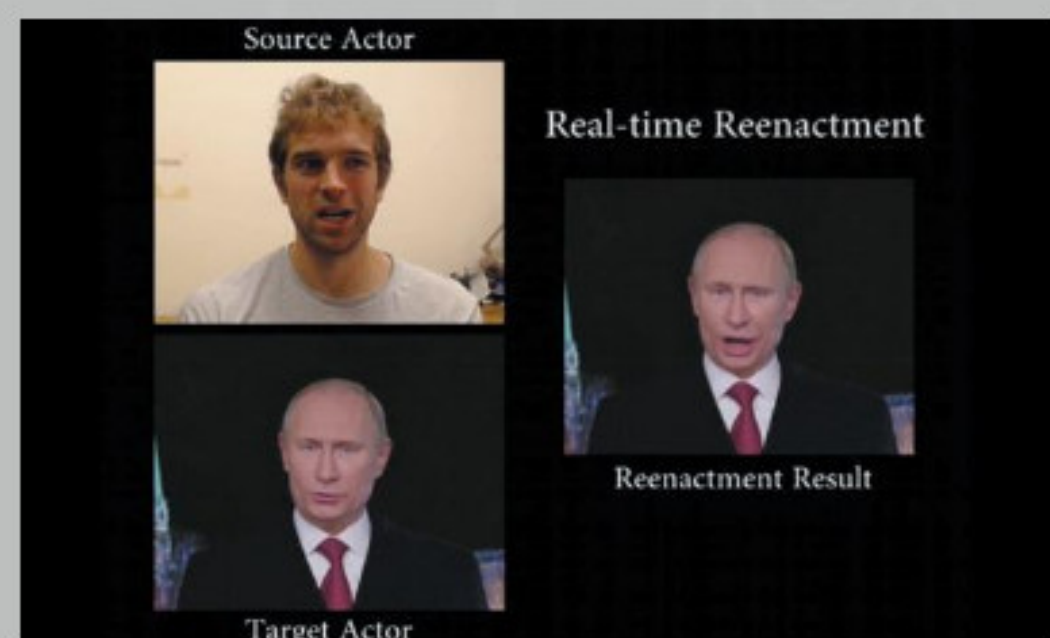 Source Actor
Real-time Reenactment
Reenactment Result
Target Actor